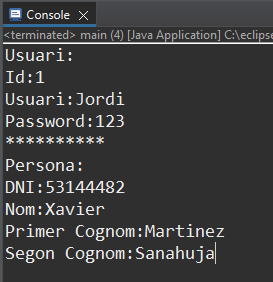 Console
<terminated> main (4) [Java Application] C:\eclipse
Usuari:
Id:1
Usuari:Jordi
Password:123
**********
Persona:
DNI:53144482
Nom:Xavier
Primer Cognom:Martinez
Segon Cognom:Sanahuja